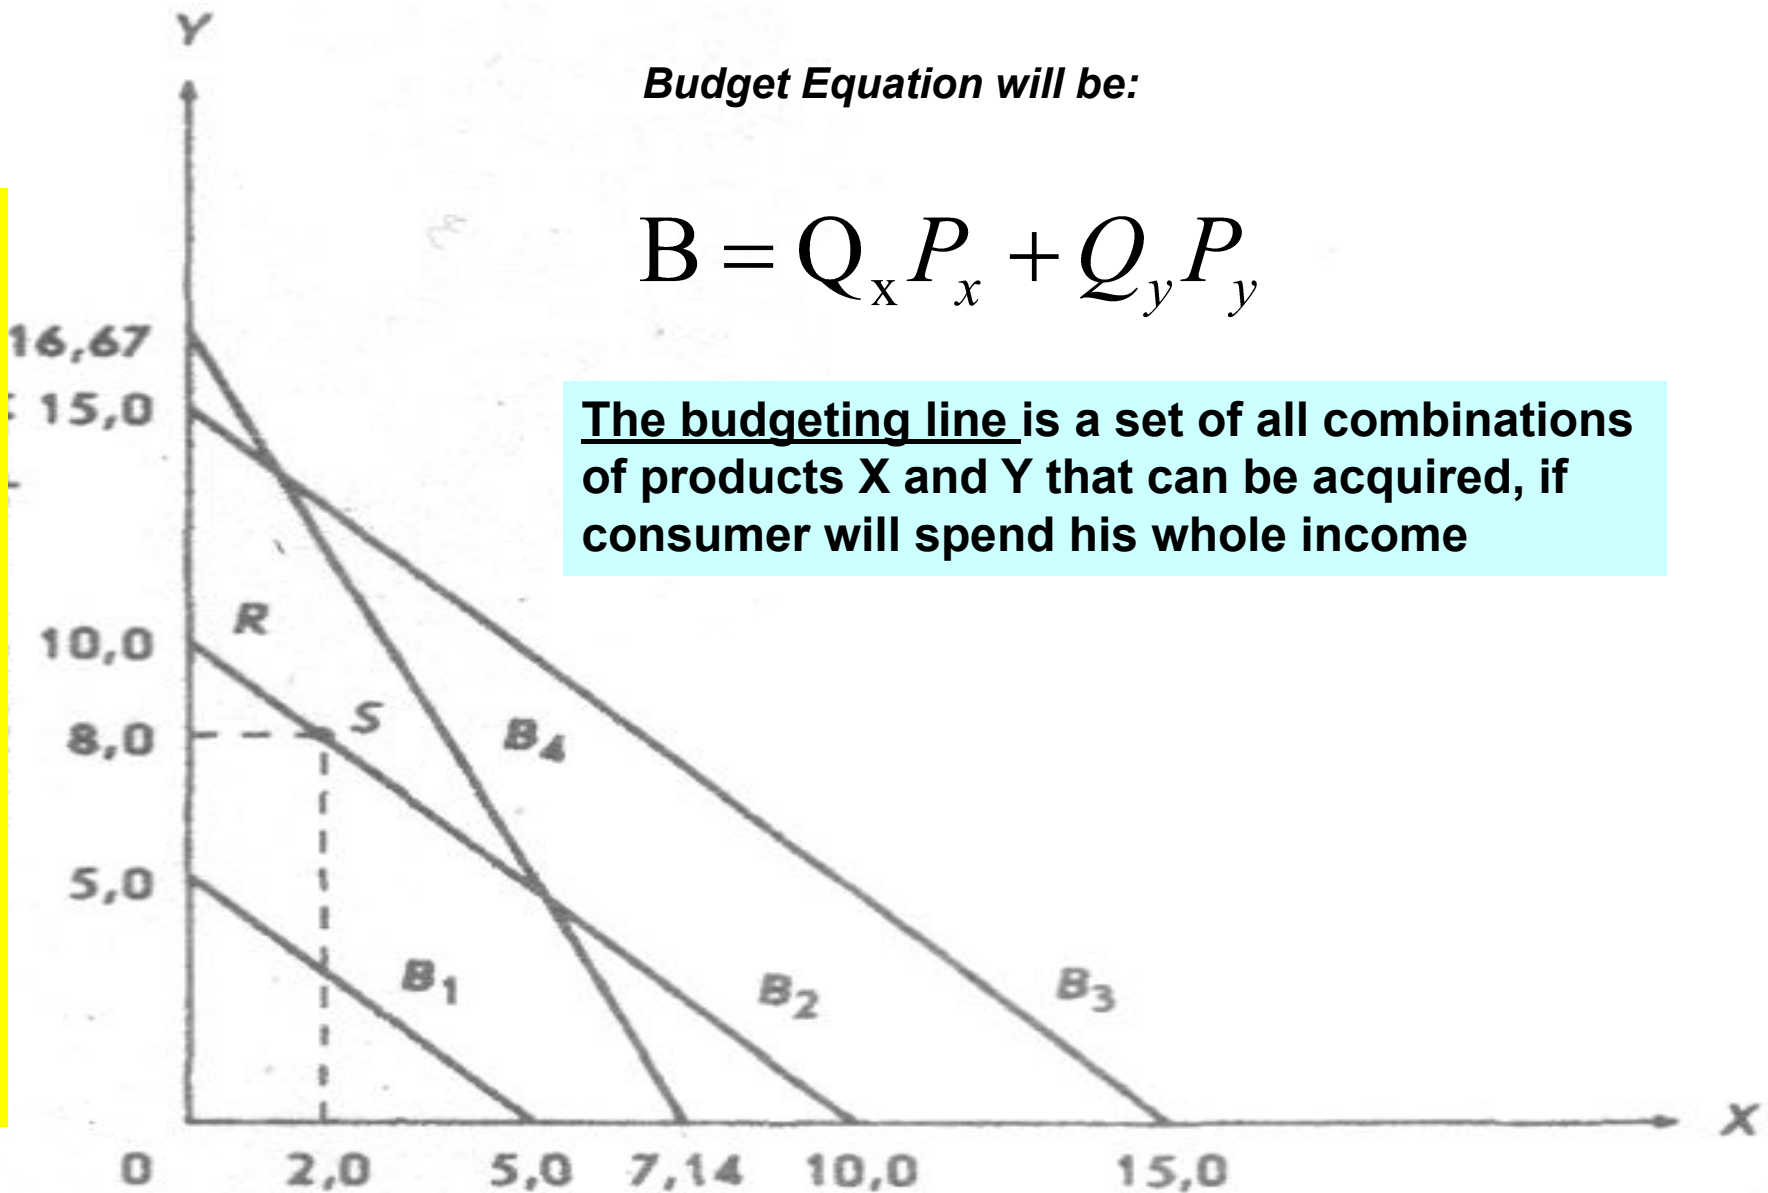 Y
Budget Equation will be:
B = QₓPₓ + Q_yP_y
16,67
15,0
The budgeting line is a set of all combinations
of products X and Y that can be acquired, if
consumer will spend his whole income
R
10,0
S
8,0
B₄
5,0
B₁
B₂
B₃
X
0 2,0 5,0 7,14 10,0 15,0